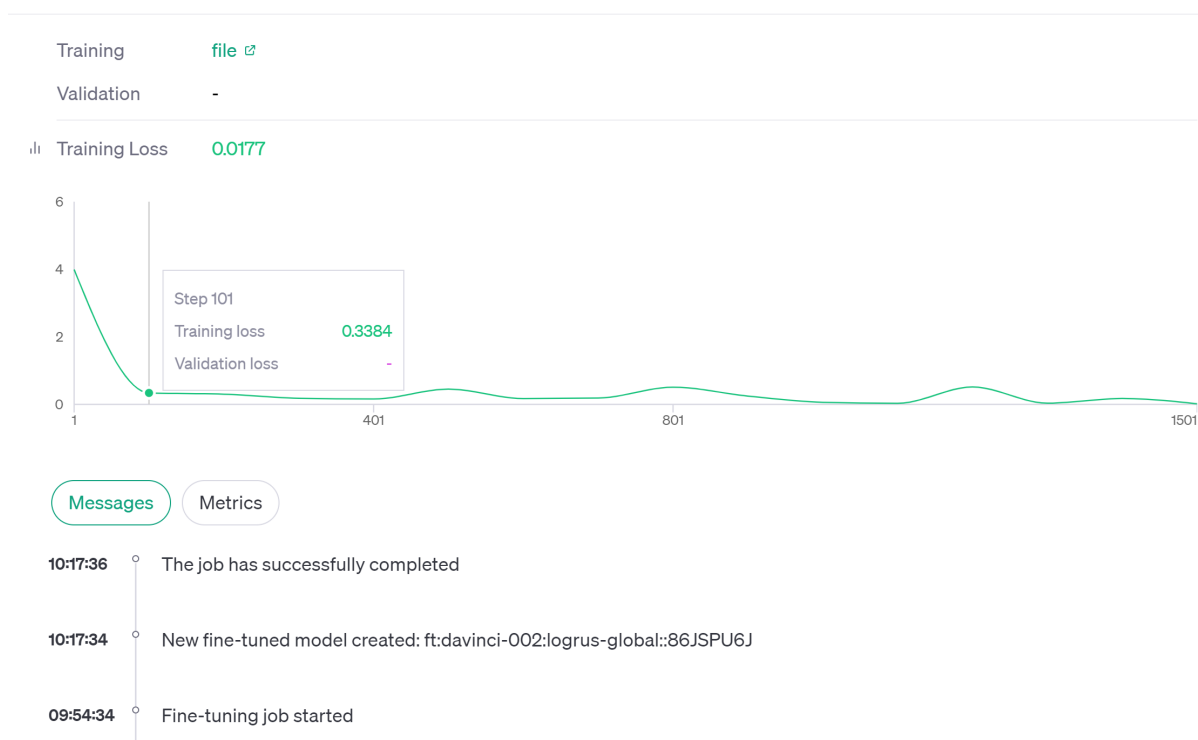 Training file
Validation -
Training Loss 0.0177
6
4
2
0
Step 101
Training loss 0.3384
Validation loss -
1 401 801 1501
Messages Metrics
10:17:36 The job has successfully completed
10:17:34 New fine-tuned model created: ft:davinci-002:logrus-global::86JSPU6J
09:54:34 Fine-tuning job started